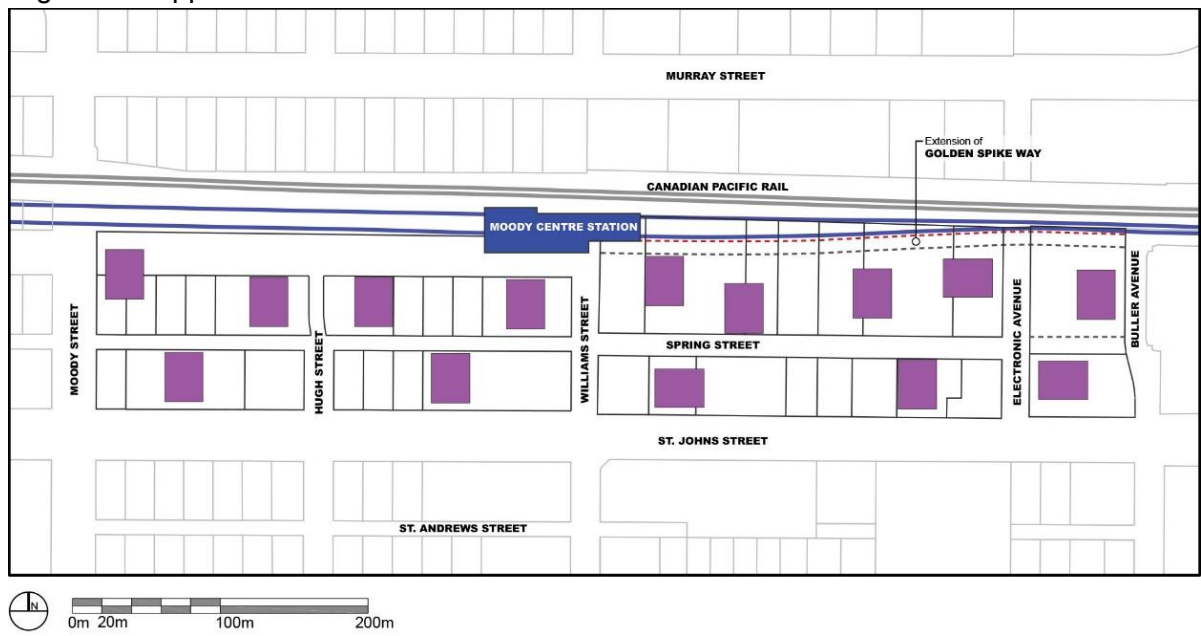 MURRAY STREET
Extension of
GOLDEN SPIKE WAY
CANADIAN PACIFIC RAIL
MOODY CENTRE STATION
MOODY STREET
HUGH STREET
WILLIAMS STREET
SPRING STREET
ELECTRONIC AVENUE
BULLER AVENUE
ST. JOHNS STREET
ST. ANDREWS STREET
N
0m 20m 100m 200m